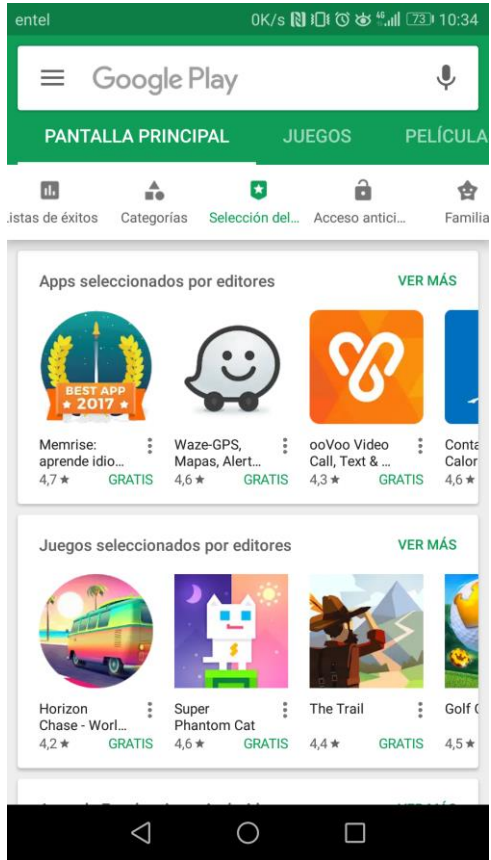 entel 0K/s 4G 73 10:34
Google Play
PANTALLA PRINCIPAL JUEGOS PELÍCULA
istas de éxitos Categorías Selección del... Acceso antici... Familia
Apps seleccionados por editores VER MÁS
BEST APP
2017
Memrise: Waze-GPS, ooVoo Video Conta
aprende idio... Mapas, Alert... Call, Text & ... Calor
4,7★ GRATIS 4,6★ GRATIS 4,3★ GRATIS 4,6★
Juegos seleccionados por editores VER MÁS
Horizon Super The Trail Golf
Chase - Worl... Phantom Cat
4,2★ GRATIS 4,6★ GRATIS 4,4★ GRATIS 4,5★